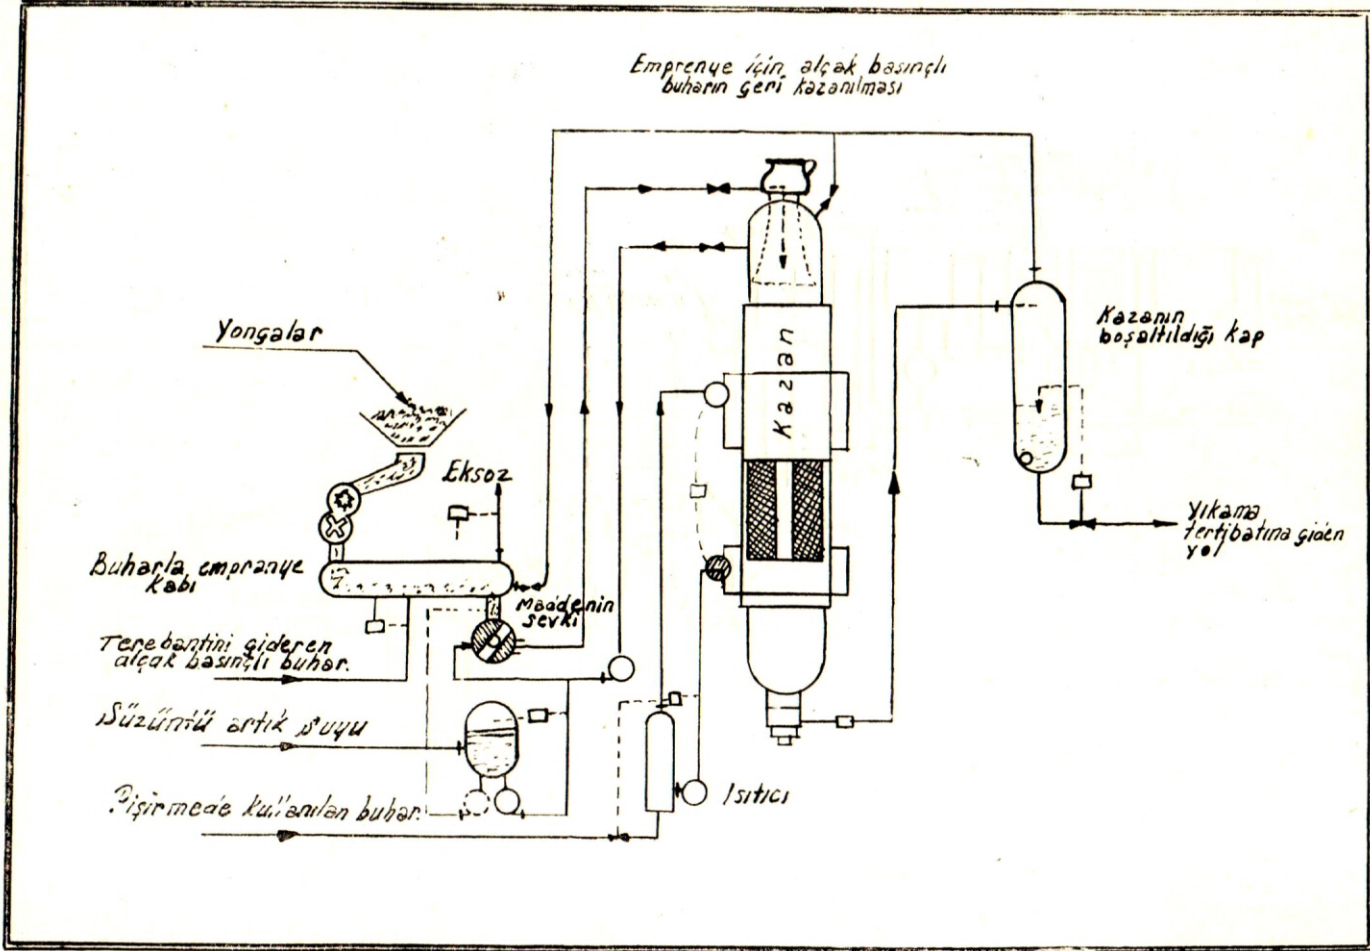 Emprenye için alçak basınçlı
buharın geri kazanılması
Yongalar
Kazan
Kazanın
boşaltıldığı kap
Eksoz
Buharla empranye
kabı
Maddenin
sevki
Yıkama
tertibatına giden
yol
Terebantini gideren
alçak basınçlı buhar.
Süzüntü artık suyu
Pişirmede kullanılan buhar.
Isıtıcı